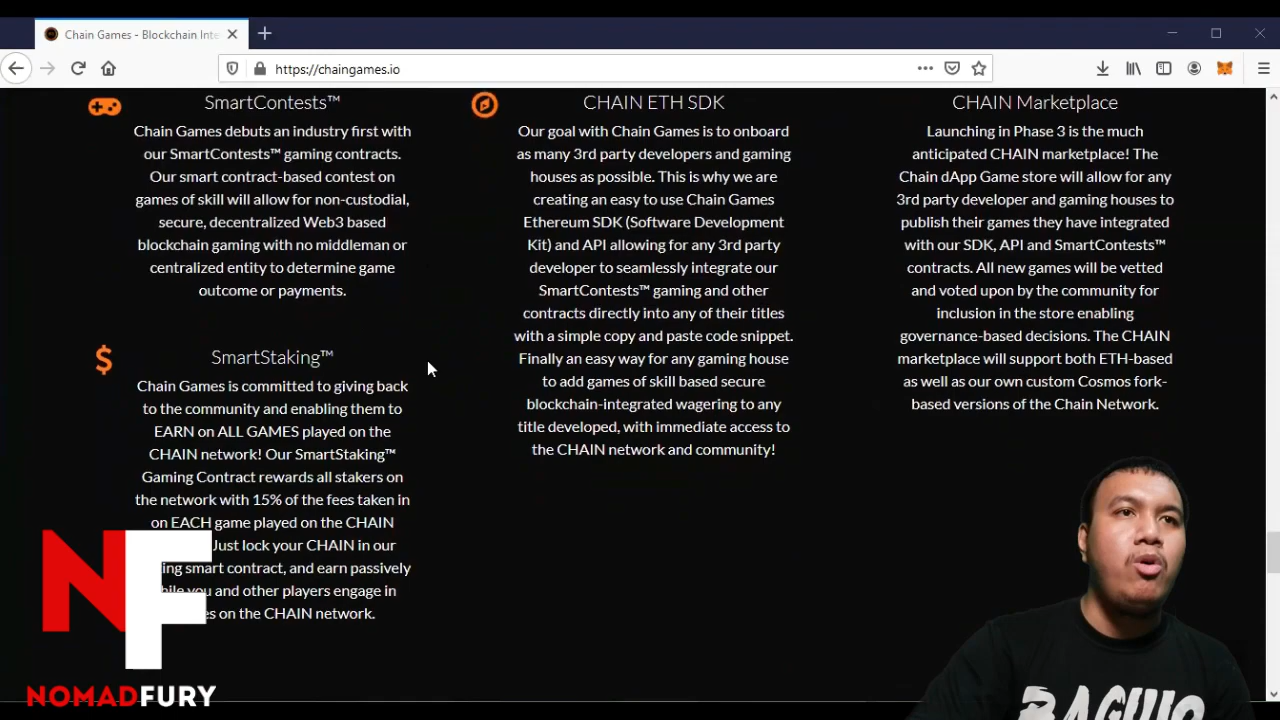 Chain Games - Blockchain Inte
https://chaingames.io
SmartContests™
Chain Games debuts an industry first with
our SmartContests™ gaming contracts.
Our smart contract-based contest on
games of skill will allow for non-custodial,
secure, decentralized Web3 based
blockchain gaming with no middleman or
centralized entity to determine game
outcome or payments.
SmartStaking™
Chain Games is committed to giving back
to the community and enabling them to
EARN on ALL GAMES played on the
CHAIN network! Our SmartStaking™
Gaming Contract rewards all stakers on
the network with 15% of the fees taken in
on EACH game played on the CHAIN
Just lock your CHAIN in our
smart contract, and earn passively
you and other players engage in
on the CHAIN network.
CHAIN ETH SDK
Our goal with Chain Games is to onboard
as many 3rd party developers and gaming
houses as possible. This is why we are
creating an easy to use Chain Games
Ethereum SDK (Software Development
Kit) and API allowing for any 3rd party
developer to seamlessly integrate our
SmartContests™ gaming and other
contracts directly into any of their titles
with a simple copy and paste code snippet.
Finally an easy way for any gaming house
to add games of skill based secure
blockchain-integrated wagering to any
title developed, with immediate access to
the CHAIN network and community!
CHAIN Marketplace
Launching in Phase 3 is the much
anticipated CHAIN marketplace! The
Chain dApp Game store will allow for any
3rd party developer and gaming houses to
publish their games they have integrated
with our SDK, API and SmartContests™
contracts. All new games will be vetted
and voted upon by the community for
inclusion in the store enabling
governance-based decisions. The CHAIN
marketplace will support both ETH-based
as well as our own custom Cosmos fork-
based versions of the Chain Network.
NF
NOMADFURY
BAGUIO